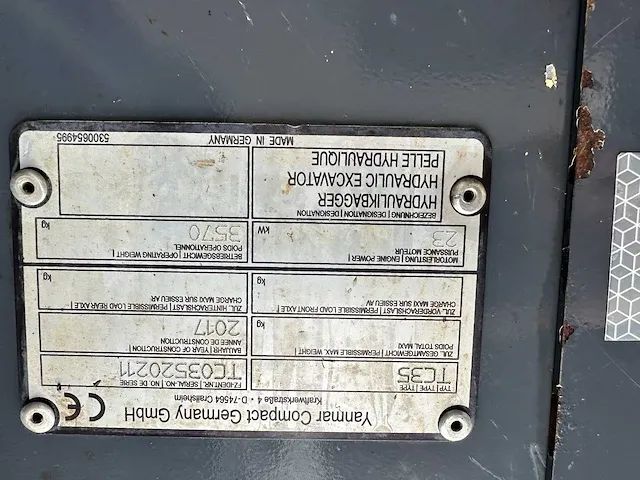 Yanmar Compact Germany GmbH
Kraftwerkstraße 4 • D-74564 Crailsheim
CE
TYP | TYPE | TYPE
TC35
FZ-IDENT.NR | SERIAL NO | NO DE SERIE
TC03520211
ZUL. GESAMTGEWICHT | PERMISSIBLE MAX. WEIGHT
POIDS TOTAL MAXI
kg
BAUJAHR | YEAR OF CONSTRUCTION
ANNEE DE CONSTRUCTION
2017
ZUL. VORDERACHSLAST | PERMISSIBLE LOAD FRONT AXLE
CHARGE MAXI SUR ESSIEU AV
kg
ZUL. HINTERACHSLAST | PERMISSIBLE LOAD REAR AXLE
CHARGE MAXI SUR ESSIEU AR
kg
MOTORLEISTUNG | ENGINE POWER |
PUISSANCE MOTEUR
23
kW
BETRIEBSGEWICHT | OPERATING WEIGHT |
POIDS OPERATIONNEL
3570
kg
BEZEICHNUNG | DESIGNATION | DESIGNATION
HYDRAULIKBAGGER
HYDRAULIC EXCAVATOR
PELLE HYDRAULIQUE
MADE IN GERMANY
5300654995